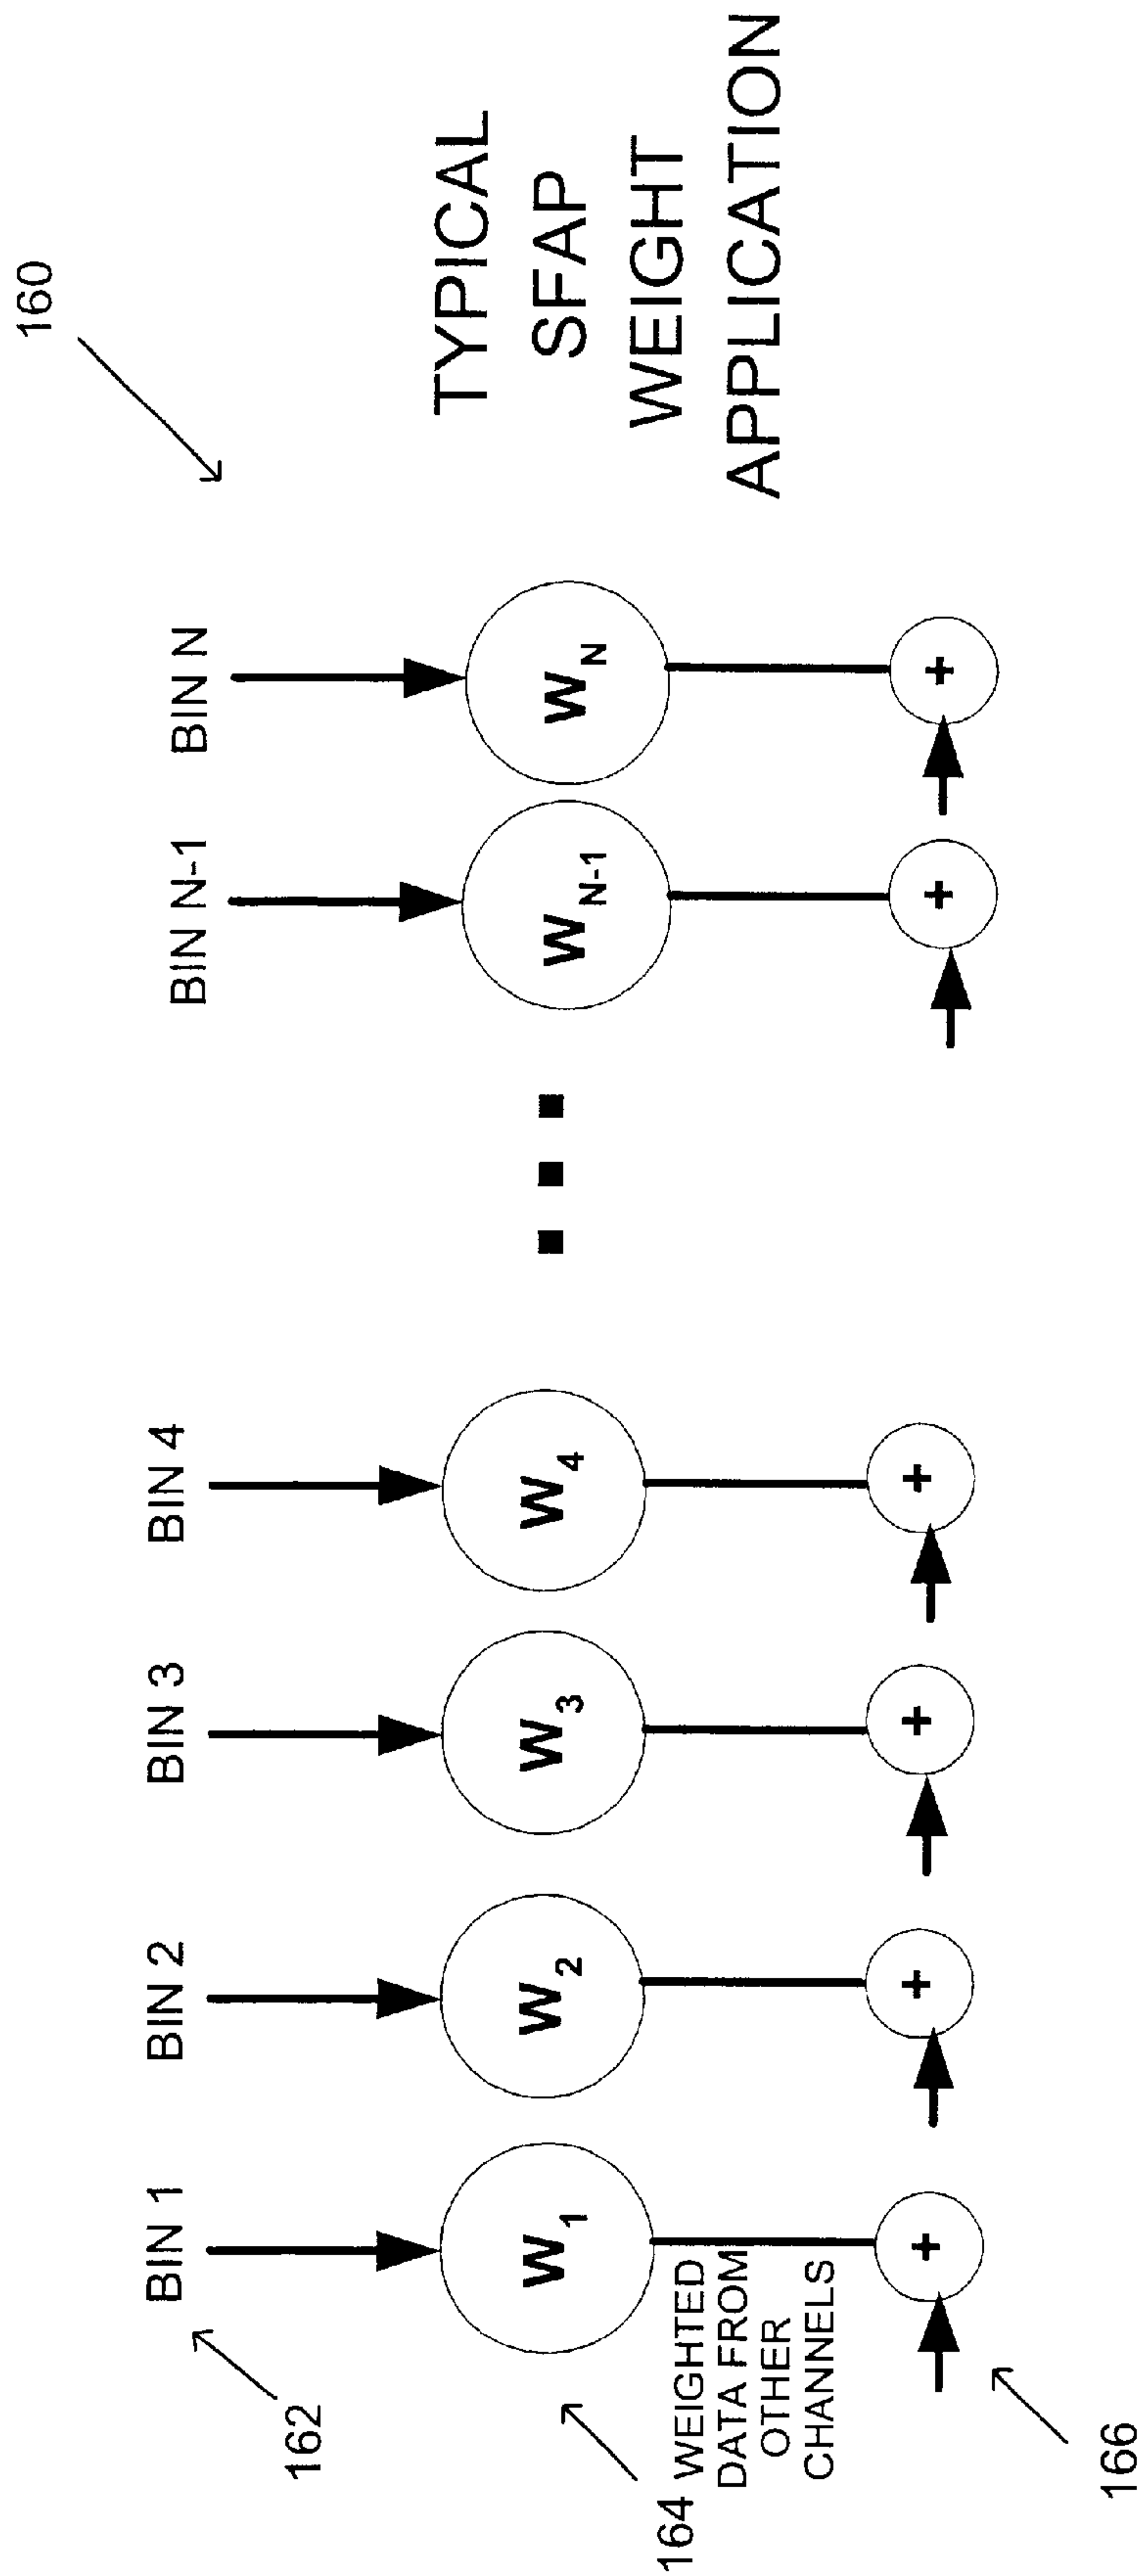 160
BIN 1
BIN 2
BIN 3
BIN 4
BIN N-1
BIN N
162
W1
W2
W3
W4
WN-1
WN
TYPICAL
SFAP
WEIGHT
APPLICATION
164
WEIGHTED
DATA FROM
OTHER
CHANNELS
+
+
+
+
+
+
166